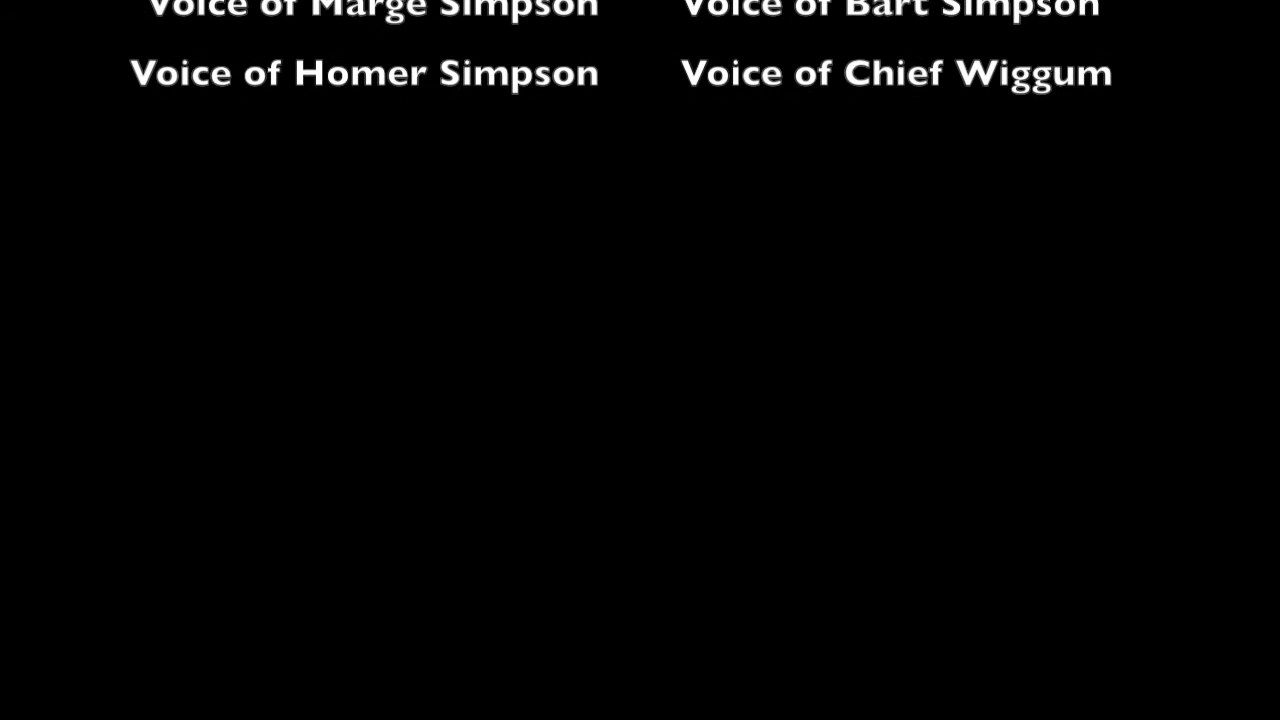 Voice of Marge Simpson Voice of Bart Simpson
Voice of Homer Simpson Voice of Chief Wiggum